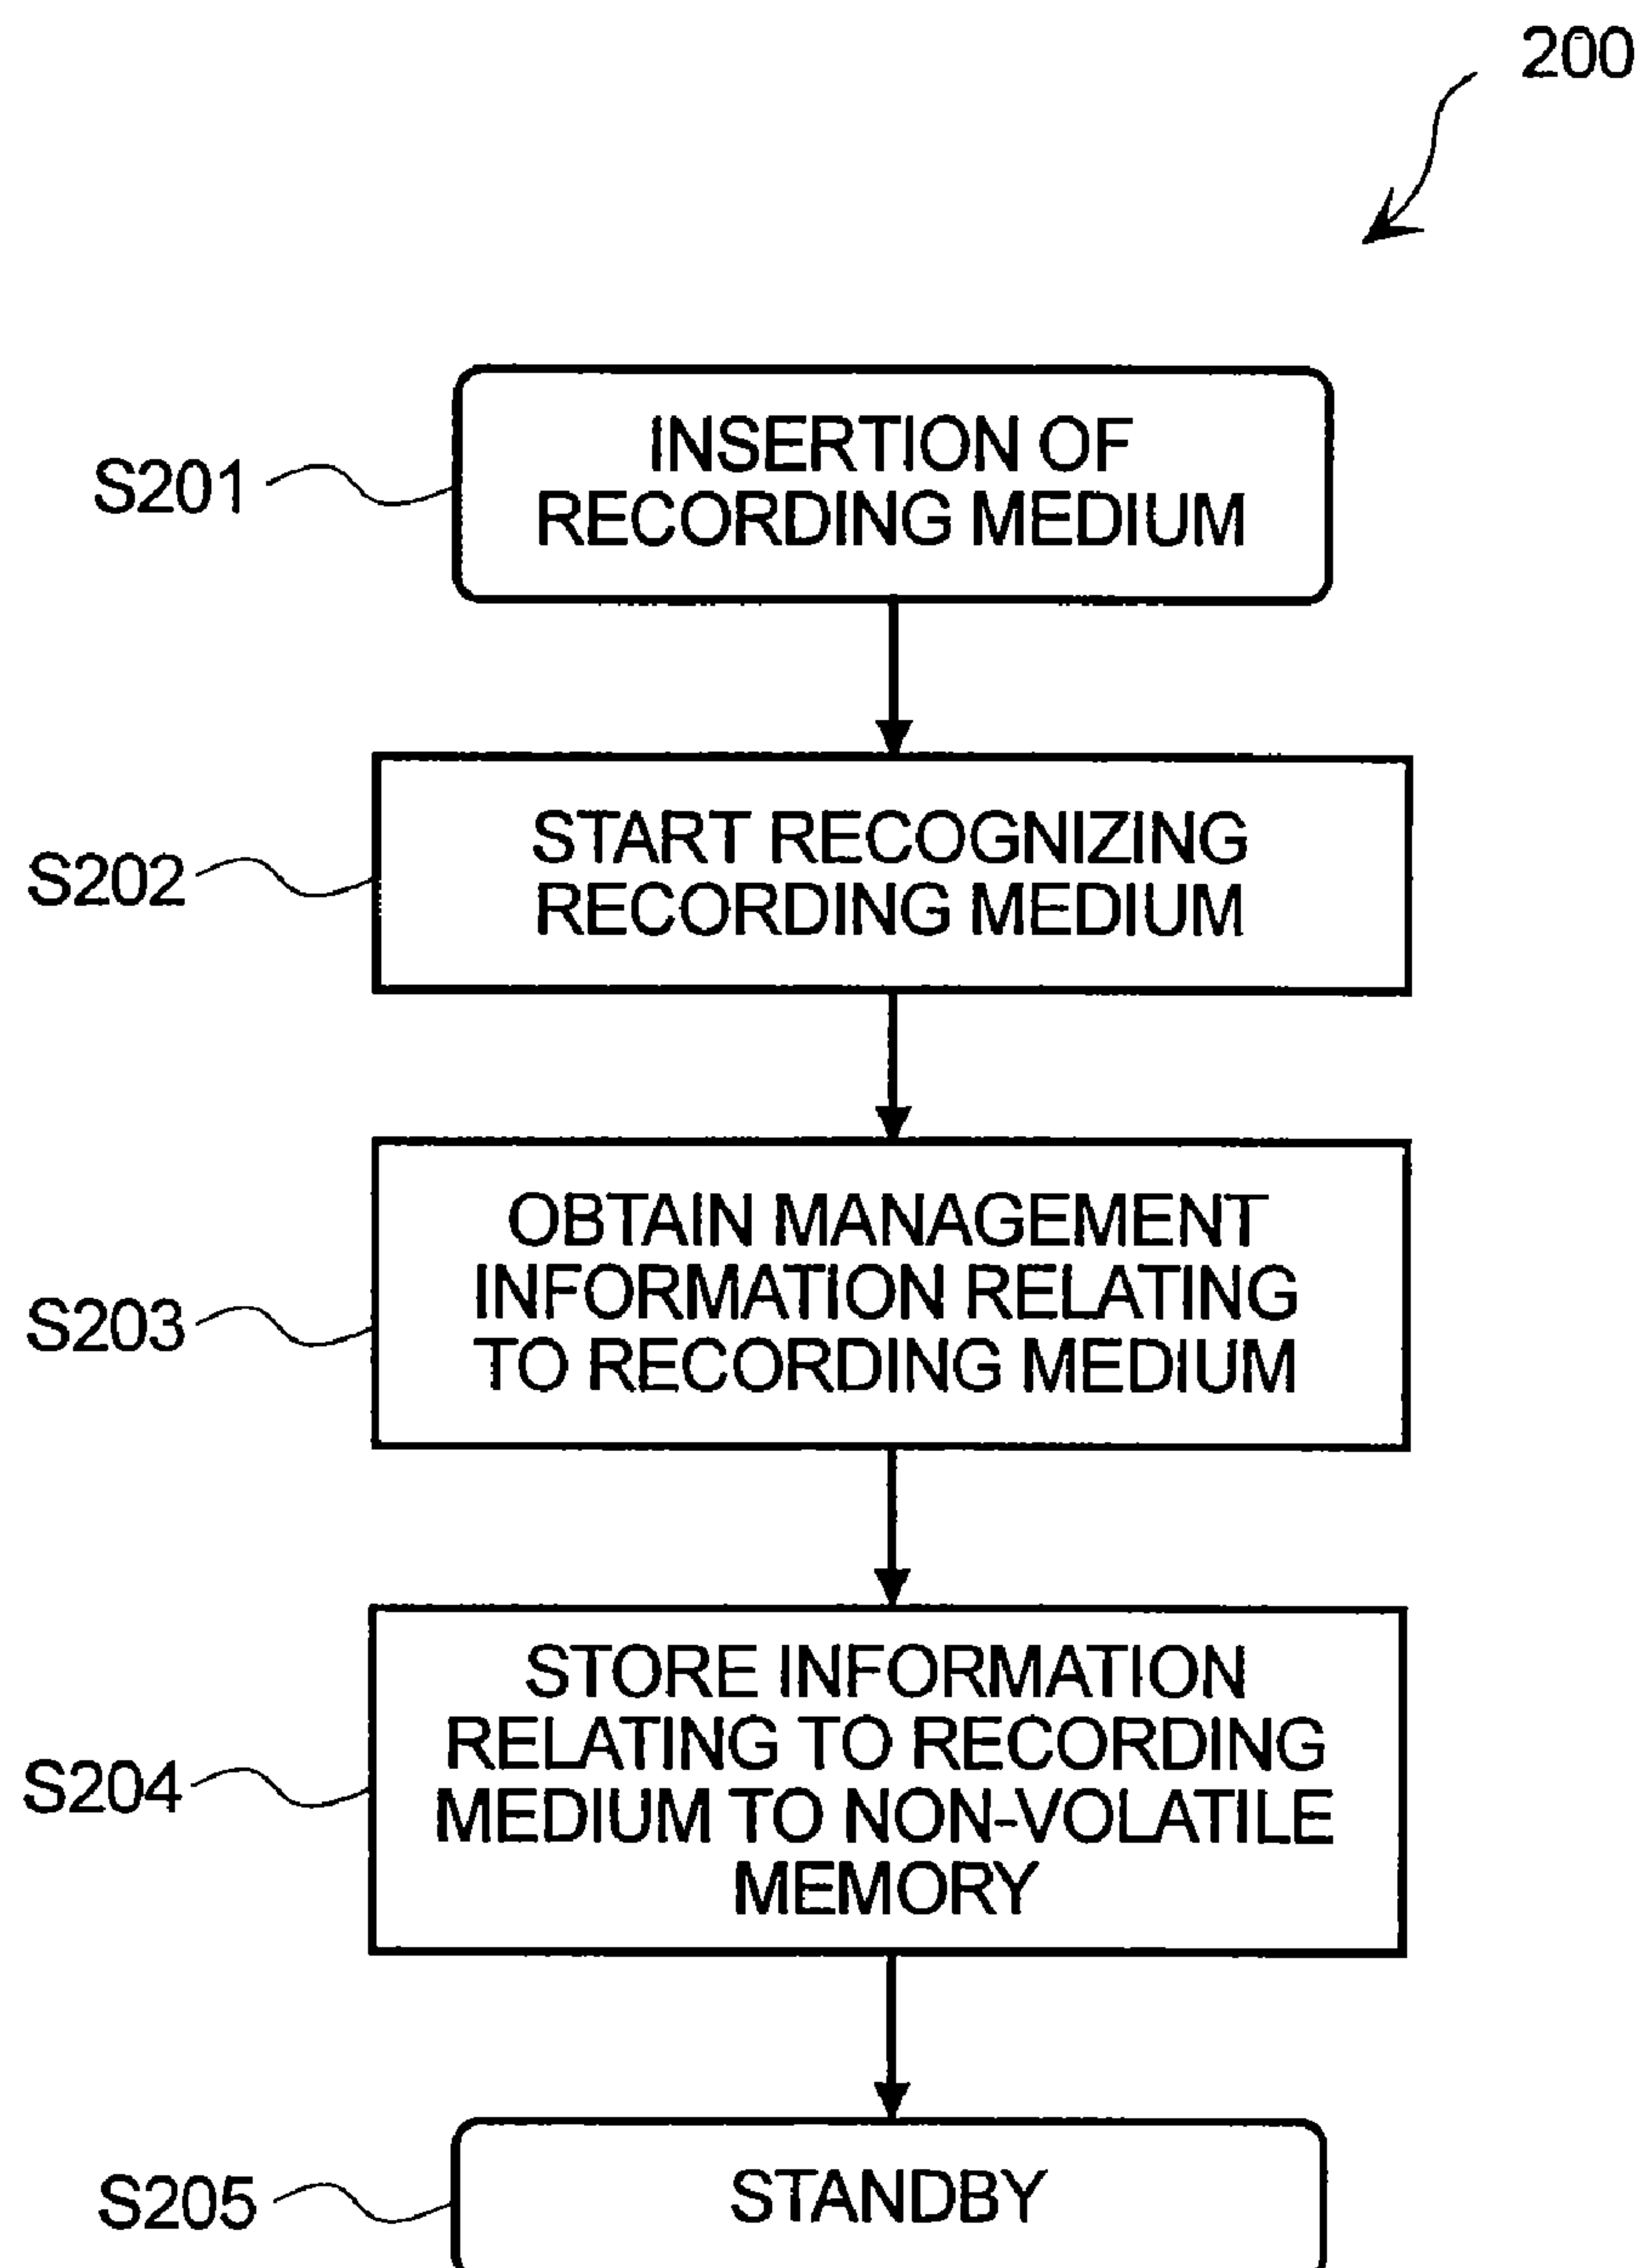 200
S201
INSERTION OF
RECORDING MEDIUM
S202
START RECOGNIZING
RECORDING MEDIUM
S203
OBTAIN MANAGEMENT
INFORMATION RELATING
TO RECORDING MEDIUM
S204
STORE INFORMATION
RELATING TO RECORDING
MEDIUM TO NON-VOLATILE
MEMORY
S205
STANDBY